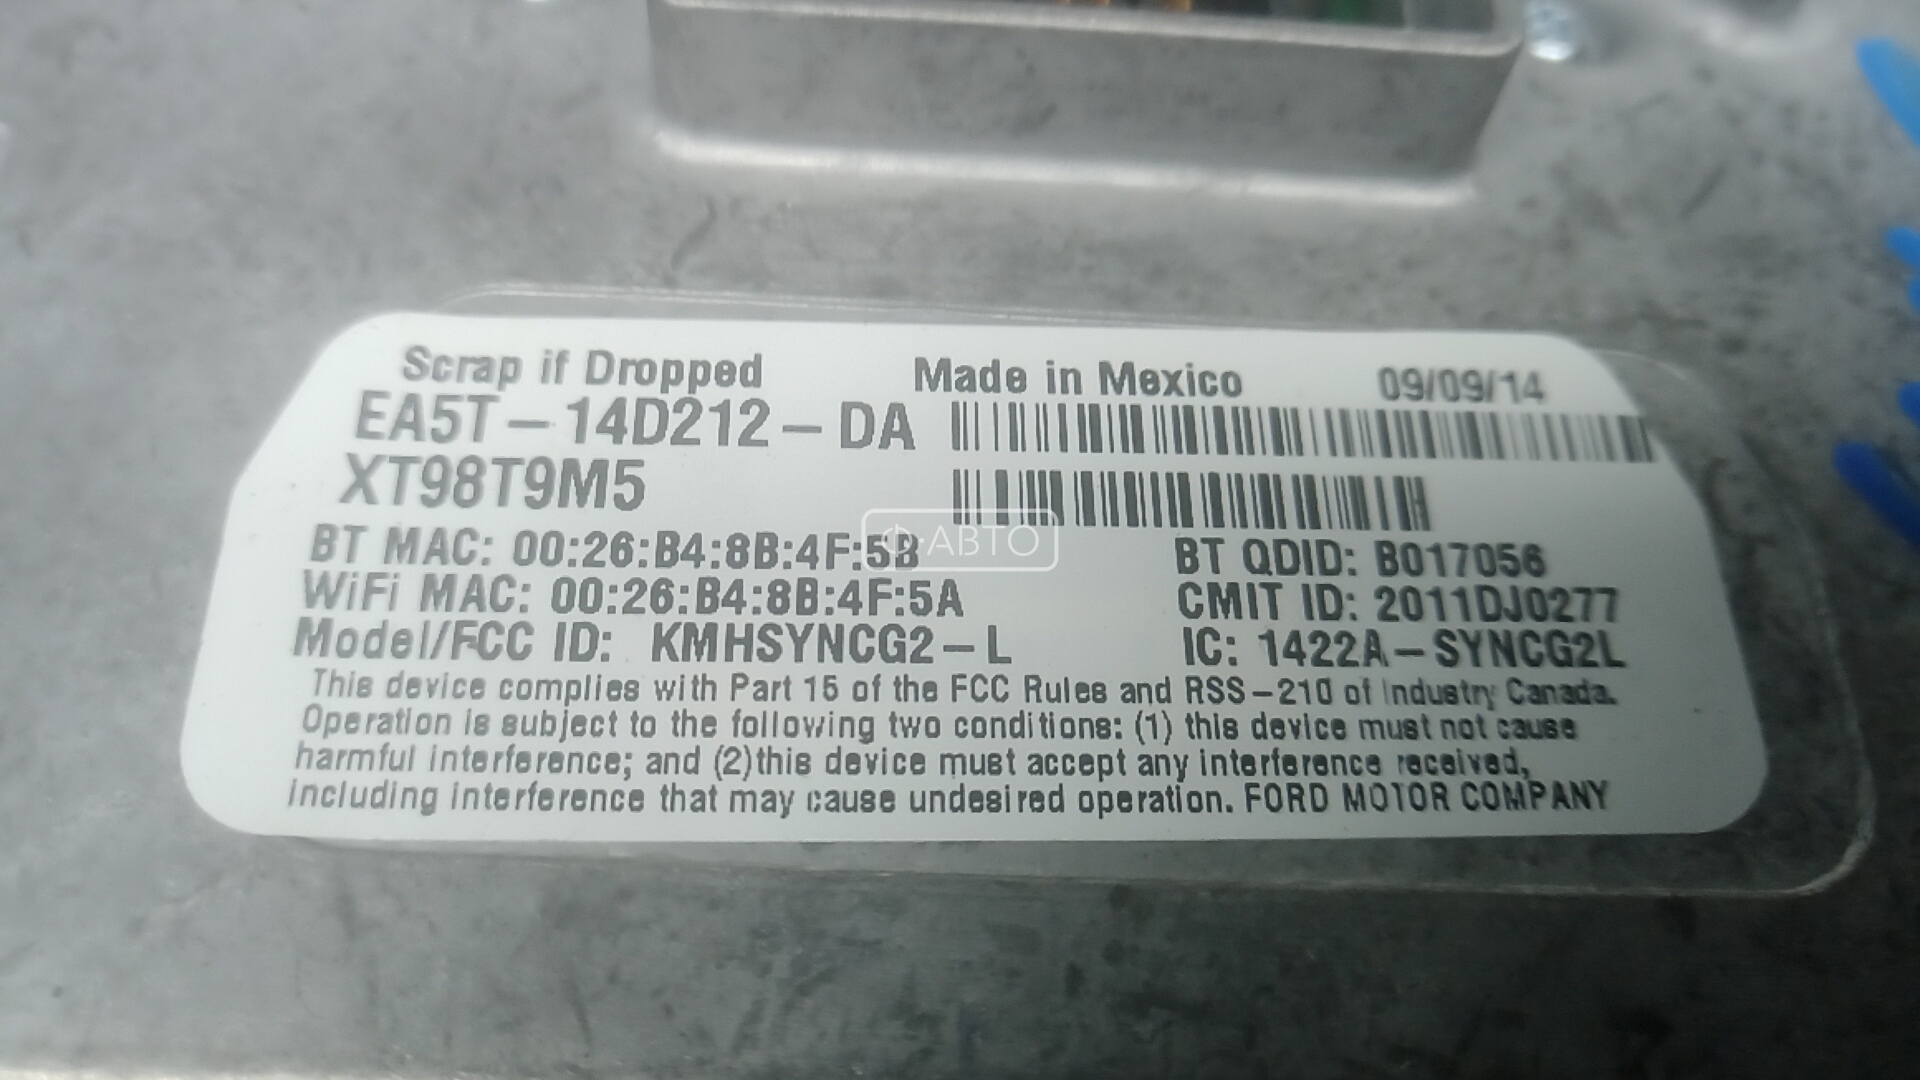 Scrap if Dropped Made in Mexico 09/09/14
EA5T-14D212-DA
XT98T9M5
BT MAC: 00:26:B4:8B:4F:5B BT QDID: B017056
WiFi MAC: 00:26:B4:8B:4F:5A CMIT ID: 2011DJ0277
Model/FCC ID: KMHSYNCG2-L IC: 1422A-SYNCG2L
This device complies with Part 15 of the FCC Rules and RSS-210 of Industry Canada.
Operation is subject to the following two conditions: (1) this device must not cause
harmful interference; and (2)this device must accept any interference received,
including interference that may cause undesired operation. FORD MOTOR COMPANY
Ф-АВТО